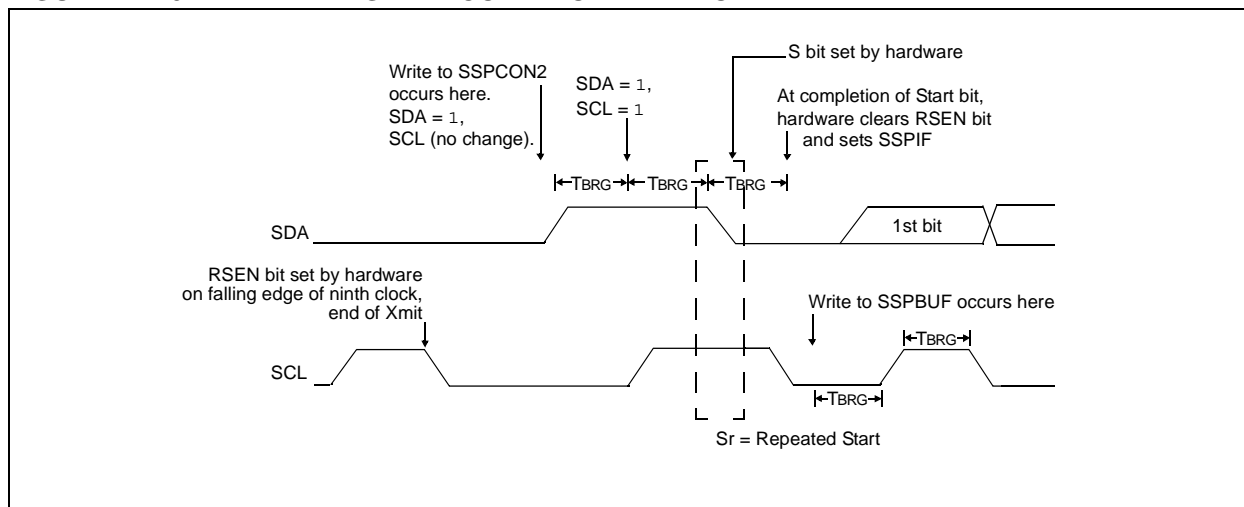 S bit set by hardware
Write to SSPCON2
occurs here.
SDA = 1,
SCL (no change).
SDA = 1,
SCL = 1
At completion of Start bit,
hardware clears RSEN bit
and sets SSPIF
TBRG
TBRG
TBRG
SDA
1st bit
RSEN bit set by hardware
on falling edge of ninth clock,
end of Xmit
Write to SSPBUF occurs here
TBRG
SCL
TBRG
Sr = Repeated Start